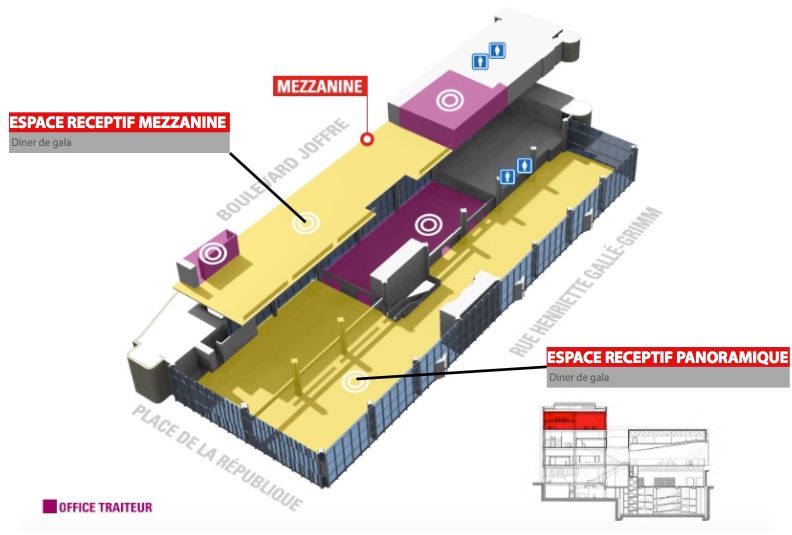 MEZZANINE
ESPACE RECEPTIF MEZZANINE
Diner de gala
BOULEVARD JOFFRE
RUE HENRIETTE GALLÉ-GRIMM
ESPACE RECEPTIF PANORAMIQUE
Diner de gala
PLACE DE LA RÉPUBLIQUE
OFFICE TRAITEUR